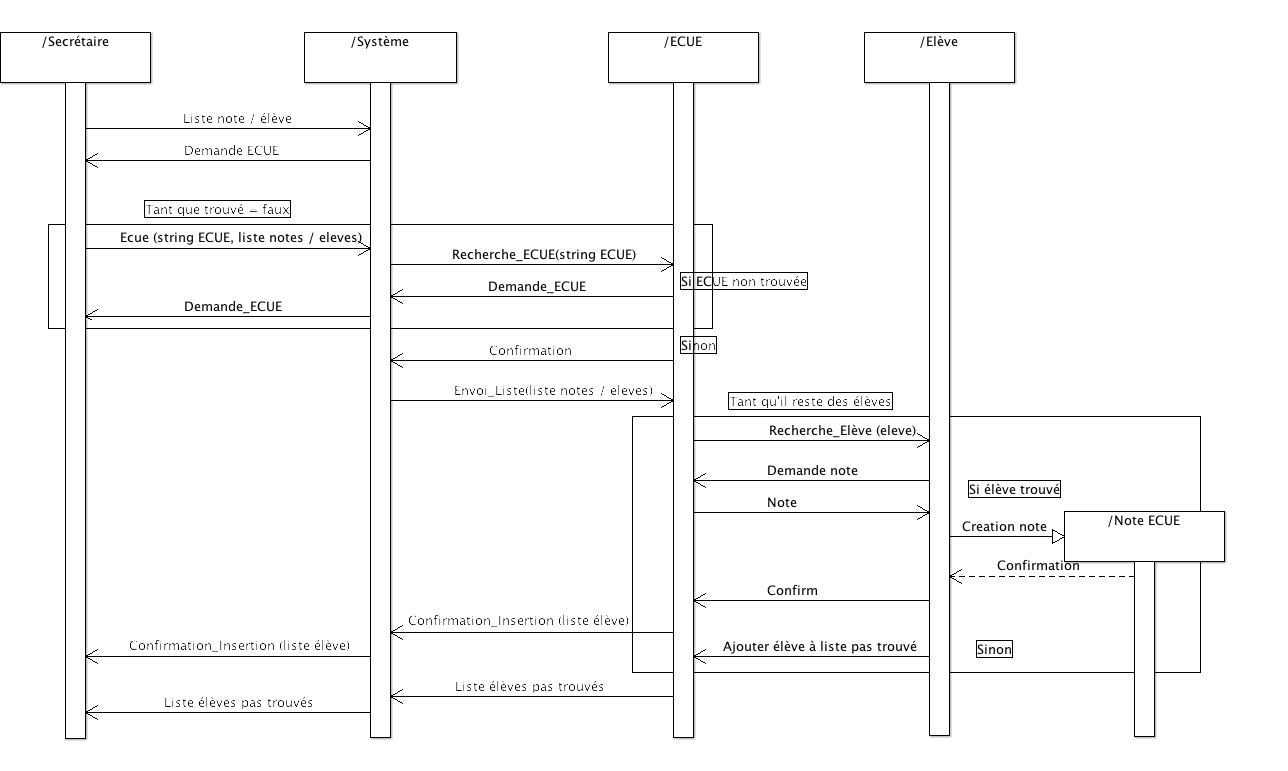 /Secrétaire
/Système
/ECUE
/Elève
Liste note / élève
Demande ECUE
Tant que trouvé = faux
Ecue (string ECUE, liste notes / eleves)
Recherche_ECUE(string ECUE)
Si ECUE non trouvée
Demande_ECUE
Demande_ECUE
Sinon
Confirmation
Envoi_Liste(liste notes / eleves)
Tant qu'il reste des élèves
Recherche_Elève (eleve)
Demande note
Si élève trouvé
Note
/Note ECUE
Creation note
Confirmation
Confirm
Confirmation_Insertion (liste élève)
Confirmation_Insertion (liste élève)
Ajouter élève à liste pas trouvé
Sinon
Liste élèves pas trouvés
Liste élèves pas trouvés